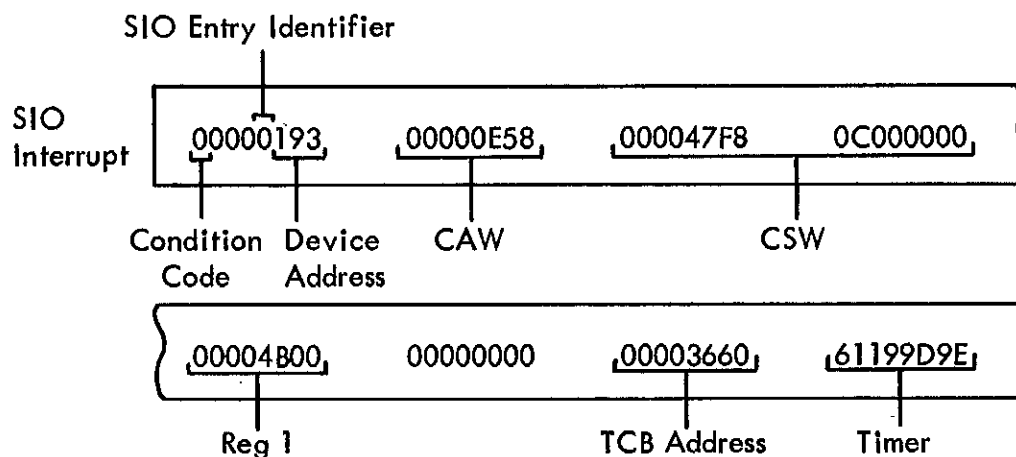 SIO Entry Identifier
SIO
Interrupt
00000193 00000E58 000047F8 0C000000
Condition
Code
Device
Address
CAW
CSW
00004B00 00000000 00003660 61199D9E
Reg 1
TCB Address
Timer